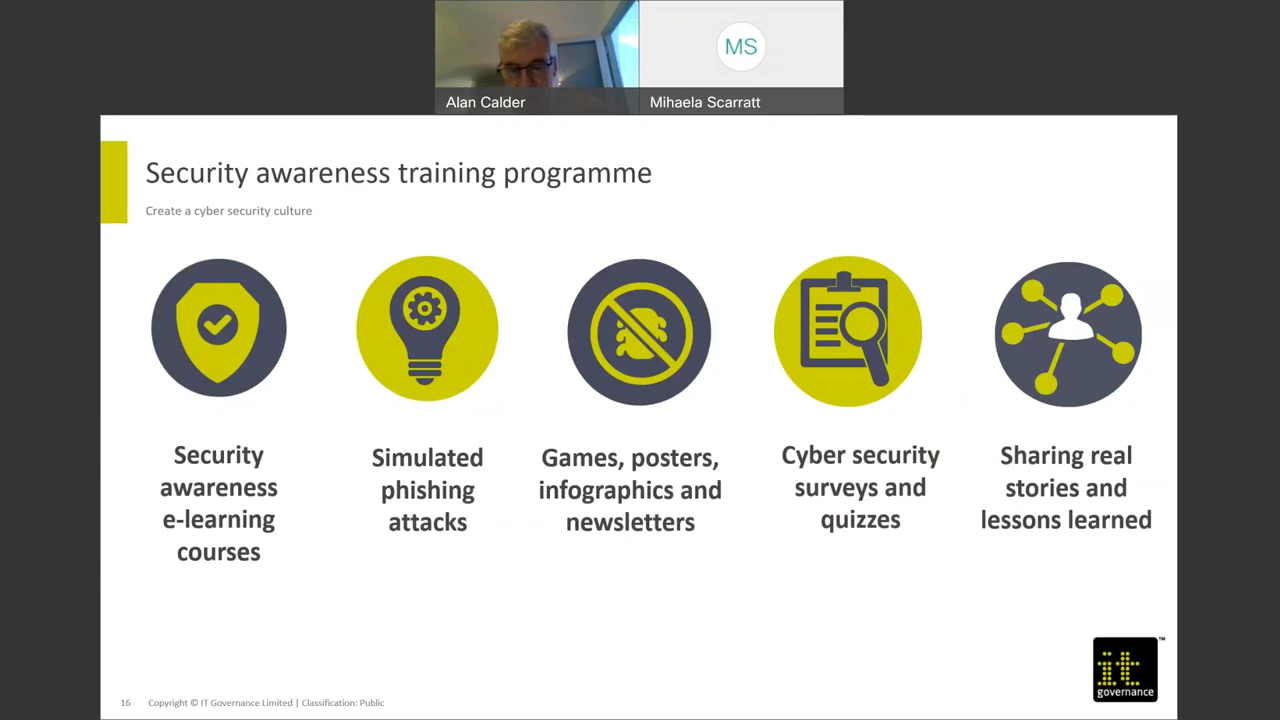 MS
Alan Calder
Mihaela Scarratt
Security awareness training programme
Create a cyber security culture
Security
awareness
e-learning
courses
Simulated
phishing
attacks
Games, posters,
infographics and
newsletters
Cyber security
surveys and
quizzes
Sharing real
stories and
lessons learned
16
Copyright © IT Governance Limited | Classification: Public
it
governance
™